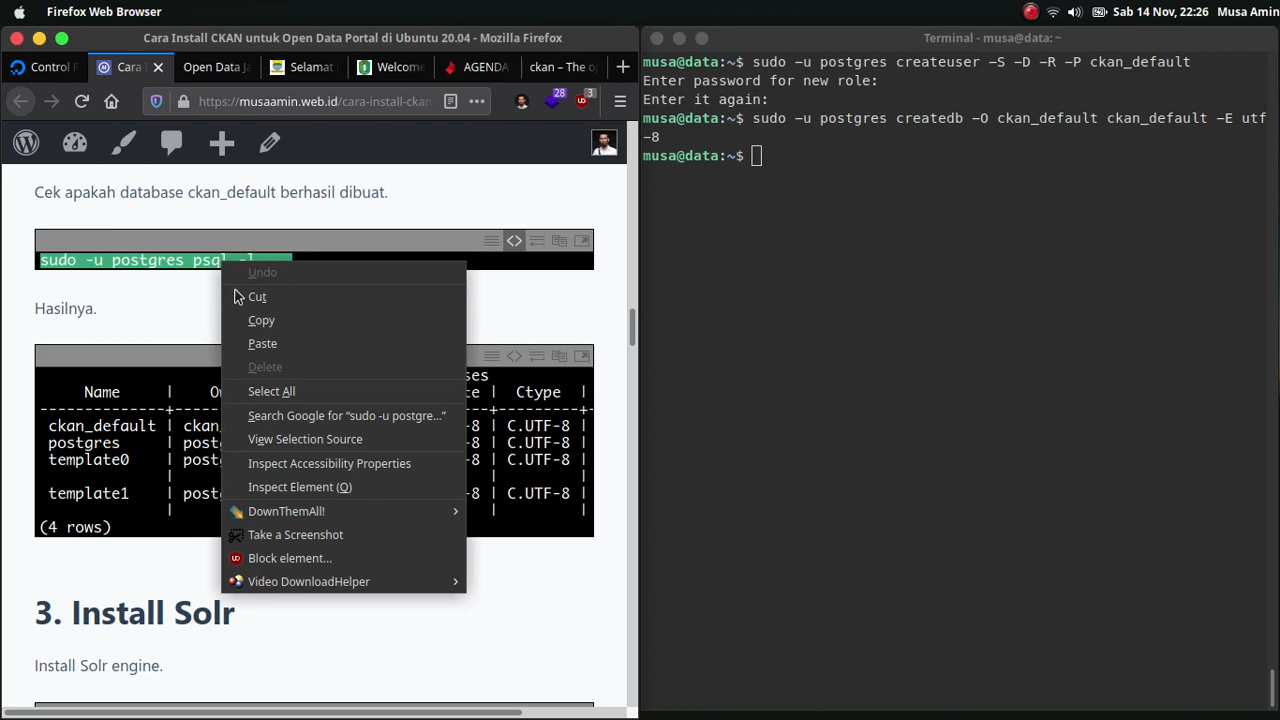 Firefox Web Browser
Sab 14 Nov, 22:26 Musa Amin
Cara Install CKAN untuk Open Data Portal di Ubuntu 20.04 - Mozilla Firefox
Control
Cara
Open Data Ja
Selamat
Welcome
AGENDA
ckan – The o
https://musaamin.web.id/cara-install-ckan
28
3
Cek apakah database ckan_default berhasil dibuat.
sudo -u postgres psql -l
Hasilnya.
Name | Ctype |
ckan_default | C.UTF-8 |
postgres | C.UTF-8 |
template0 | C.UTF-8 |
template1 | C.UTF-8 |
(4 rows)
3. Install Solr
Install Solr engine.
Undo
Cut
Copy
Paste
Delete
Select All
Search Google for “sudo -u postgre...”
View Selection Source
Inspect Accessibility Properties
Inspect Element (Q)
DownThemAll!
Take a Screenshot
Block element...
Video DownloadHelper
Terminal - musa@data: ~
musa@data:~$ sudo -u postgres createuser -S -D -R -P ckan_default
Enter password for new role:
Enter it again:
musa@data:~$ sudo -u postgres createdb -O ckan_default ckan_default -E utf
-8
musa@data:~$